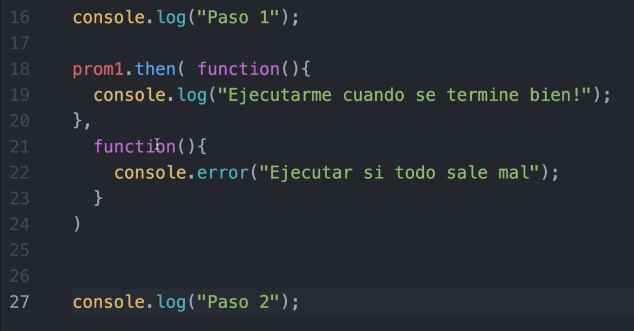 16 console.log("Paso 1");
17
18 prom1.then( function(){
19 console.log("Ejecutarme cuando se termine bien!");
20 },
21 function(){
22 console.error("Ejecutar si todo sale mal");
23 }
24 )
25
26
27 console.log("Paso 2");